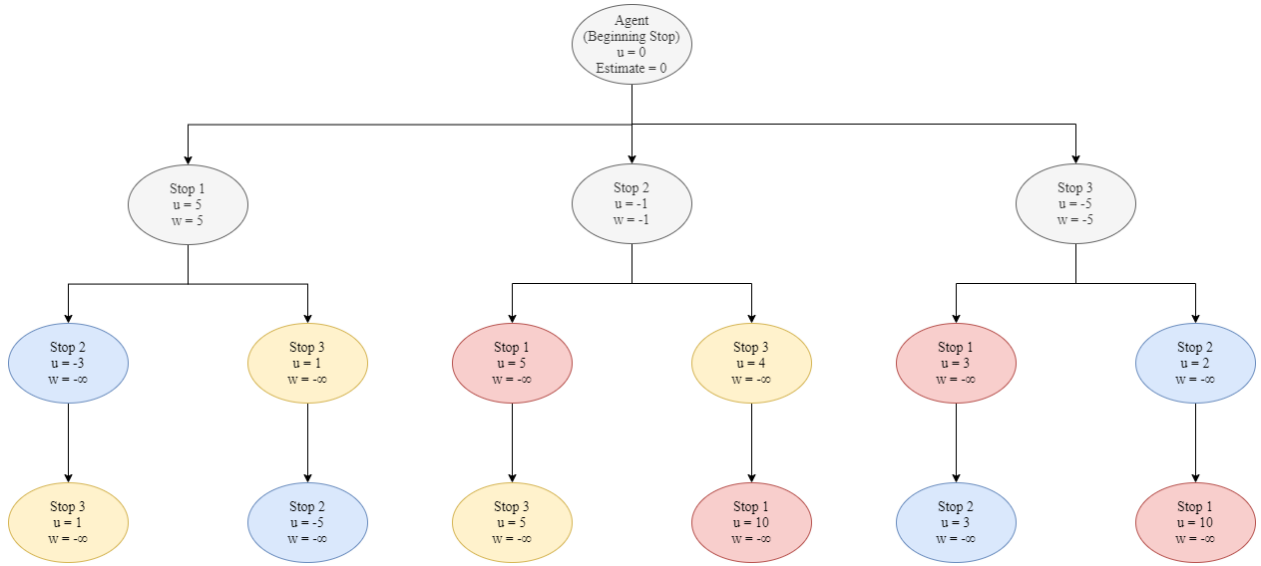 Agent
(Beginning Stop)
u = 0
Estimate = 0
Stop 1
u = 5
w = 5
Stop 2
u = -1
w = -1
Stop 3
u = -5
w = -5
Stop 2
u = -3
w = -∞
Stop 3
u = 1
w = -∞
Stop 1
u = 5
w = -∞
Stop 3
u = 4
w = -∞
Stop 1
u = 3
w = -∞
Stop 2
u = 2
w = -∞
Stop 3
u = 1
w = -∞
Stop 2
u = -5
w = -∞
Stop 3
u = 5
w = -∞
Stop 1
u = 10
w = -∞
Stop 2
u = 3
w = -∞
Stop 1
u = 10
w = -∞